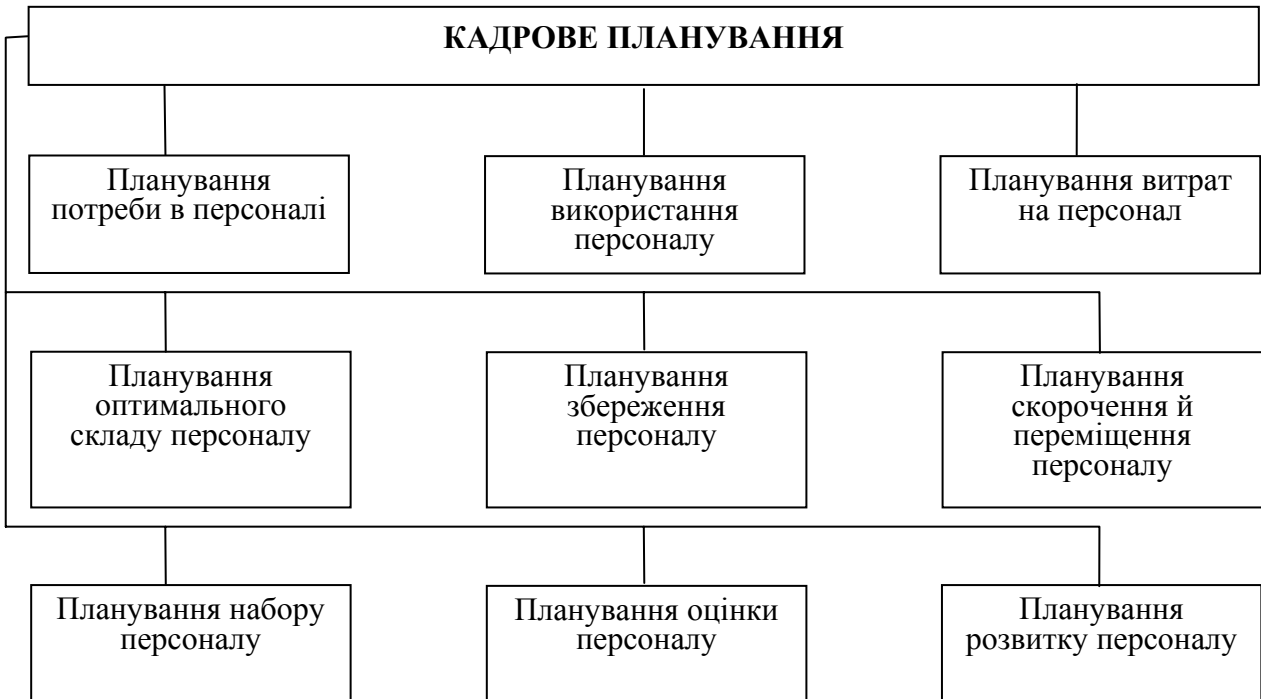 КАДРОВЕ ПЛАНУВАННЯ
Планування
потреби в персоналі
Планування
використання
персоналу
Планування витрат
на персонал
Планування
оптимального
складу персоналу
Планування
збереження
персоналу
Планування
скорочення й
переміщення
персоналу
Планування набору
персоналу
Планування оцінки
персоналу
Планування
розвитку персоналу